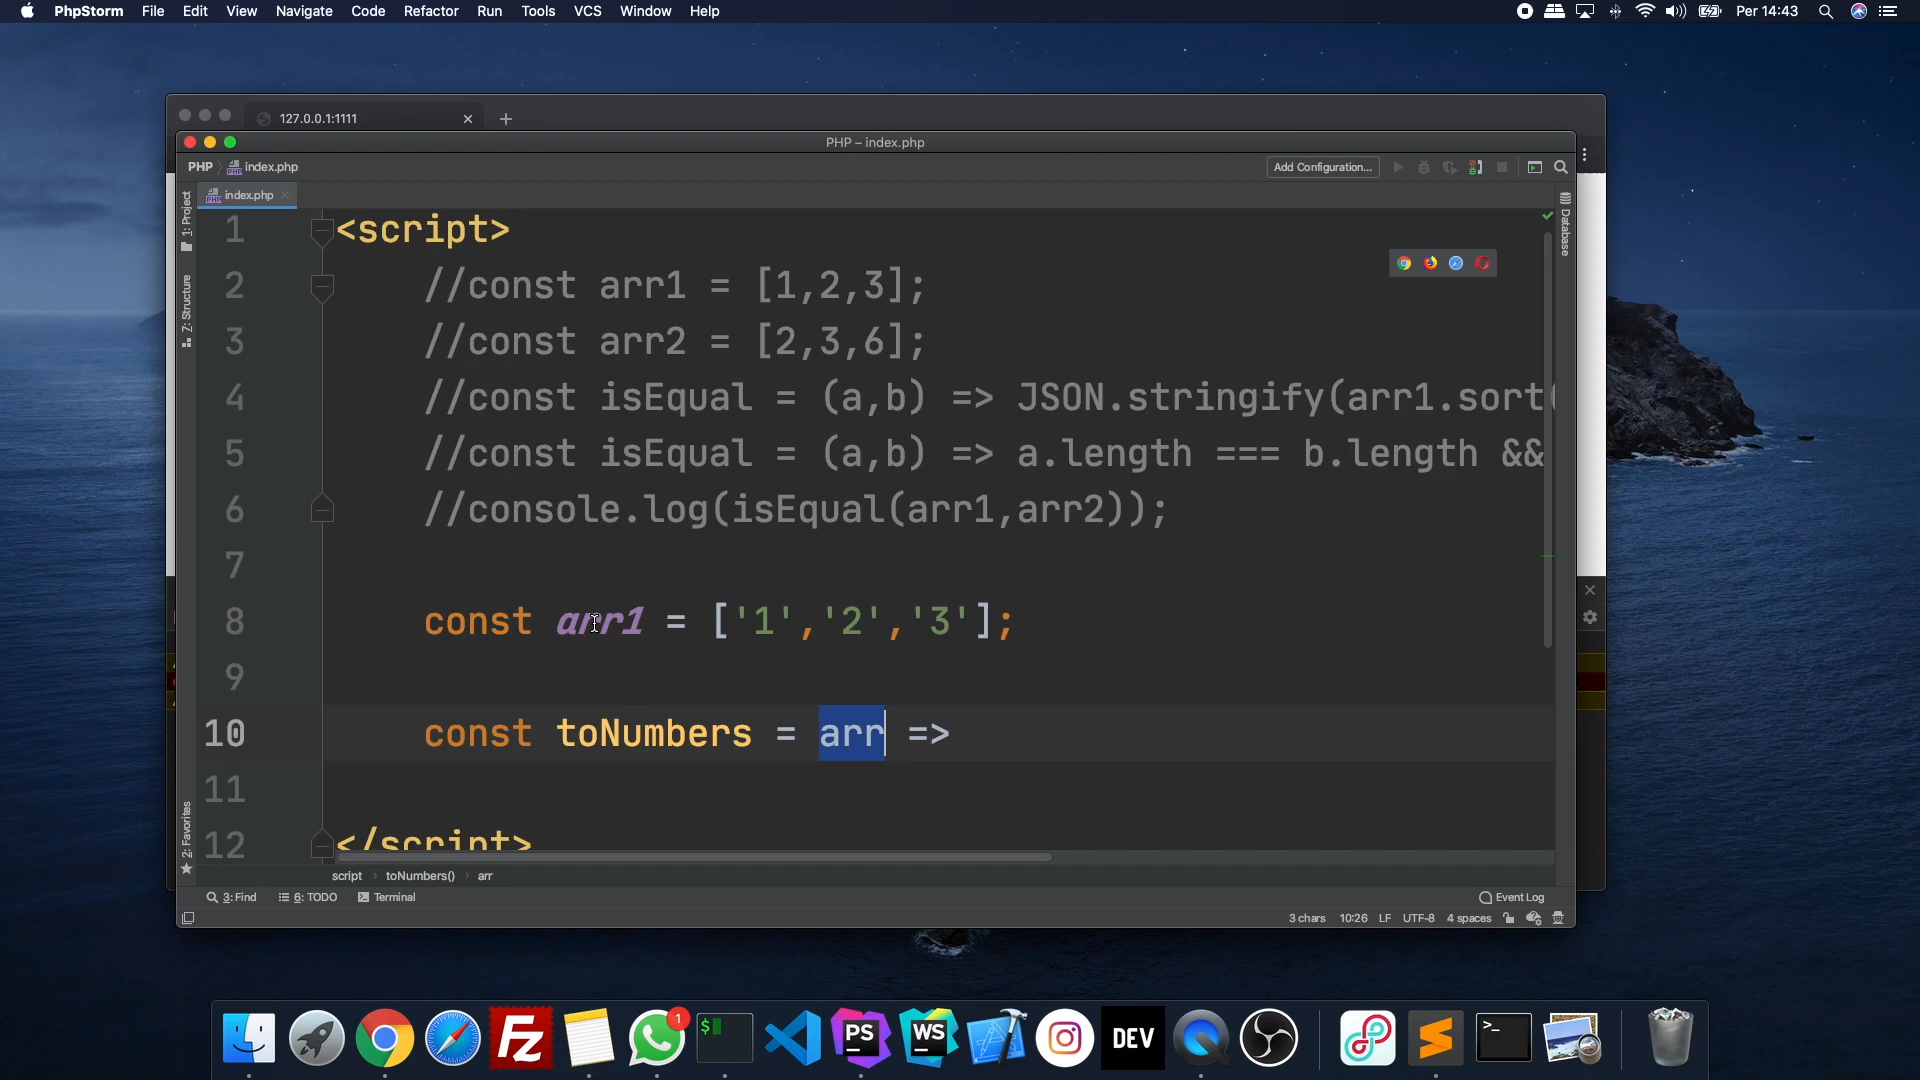 PhpStorm File Edit View Navigate Code Refactor Run Tools VCS Window Help
Per 14:43
127.0.0.1:1111
PHP – index.php
PHP index.php
Add Configuration...
index.php
1: Project
Z: Structure
2: Favorites
Database
1 <script>
2 //const arr1 = [1,2,3];
3 //const arr2 = [2,3,6];
4 //const isEqual = (a,b) => JSON.stringify(arr1.sort(
5 //const isEqual = (a,b) => a.length === b.length &&
6 //console.log(isEqual(arr1,arr2));
7
8 const arr1 = ['1','2','3'];
9
10 const toNumbers = arr =>
11
12 </script>
script toNumbers() arr
3: Find 6: TODO Terminal
Event Log
3 chars 10:26 LF UTF-8 4 spaces
Fz
1
$
PS
WS
DEV
>_